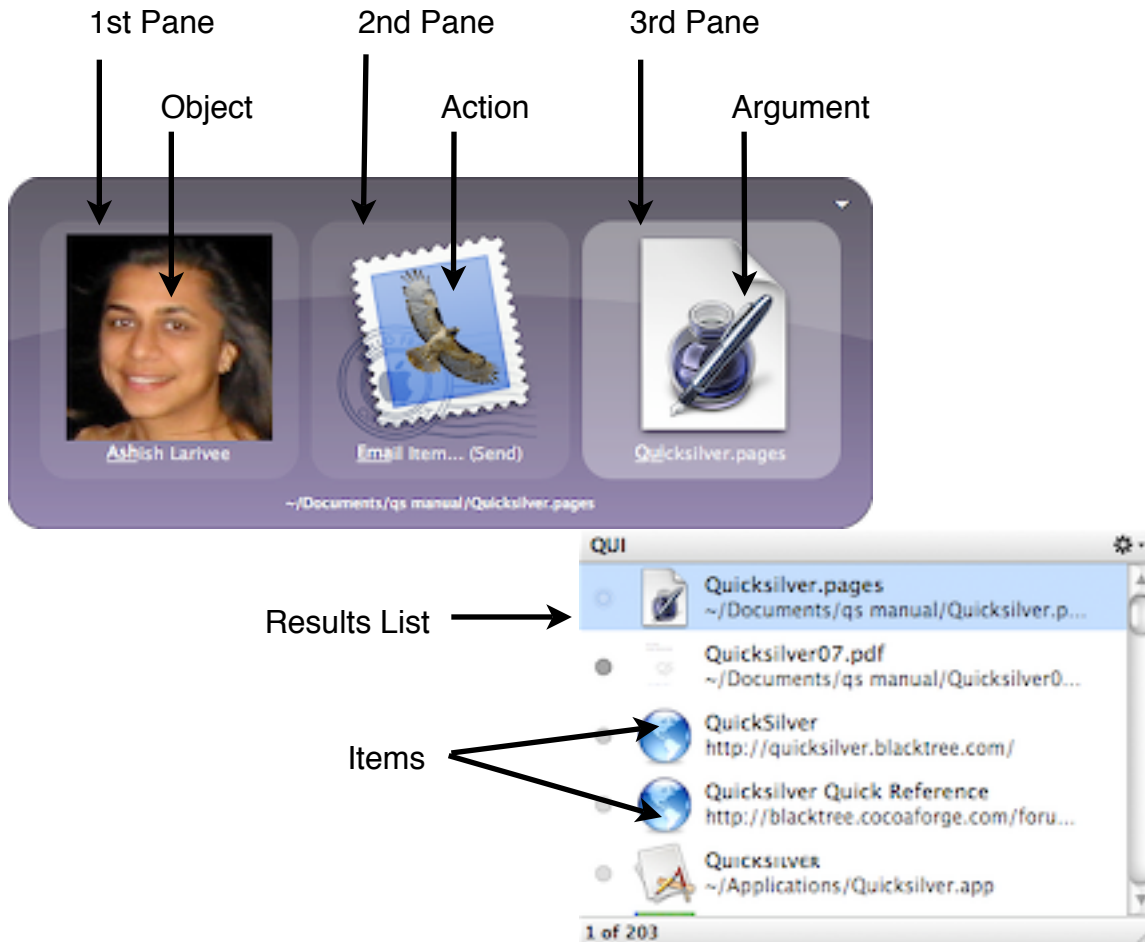 1st Pane 2nd Pane 3rd Pane
Object Action Argument
Ashish Larivee Email Item... (Send) Quicksilver.pages
~/Documents/qs manual/Quicksilver.pages
QUI
Results List
Quicksilver.pages
~/Documents/qs manual/Quicksilver.p...
Quicksilver07.pdf
~/Documents/qs manual/Quicksilver0...
Items
QuickSilver
http://quicksilver.blacktree.com/
Quicksilver Quick Reference
http://blacktree.cocoaforge.com/foru...
Quicksilver
~/Applications/Quicksilver.app
1 of 203